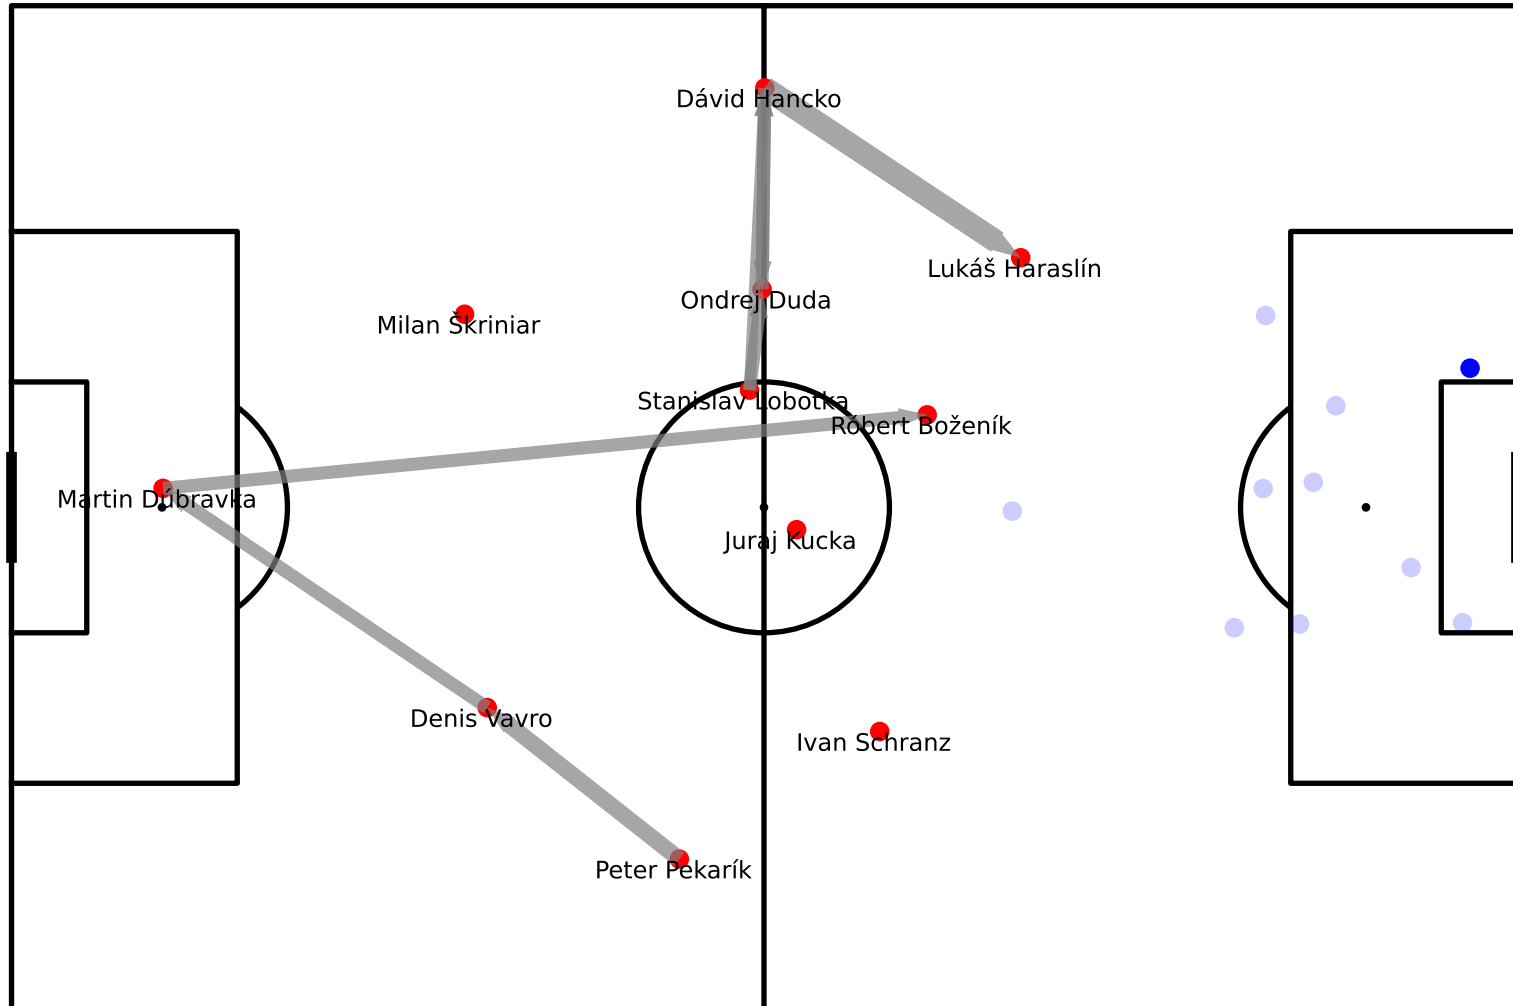 Dávid Hancko
Lukáš Haraslín
Ondrej Duda
Milan Škriniar
Stanislav Lobotka
Róbert Boženík
Martin Dúbravka
Juraj Kucka
Denis Vavro
Ivan Schranz
Peter Pekarík